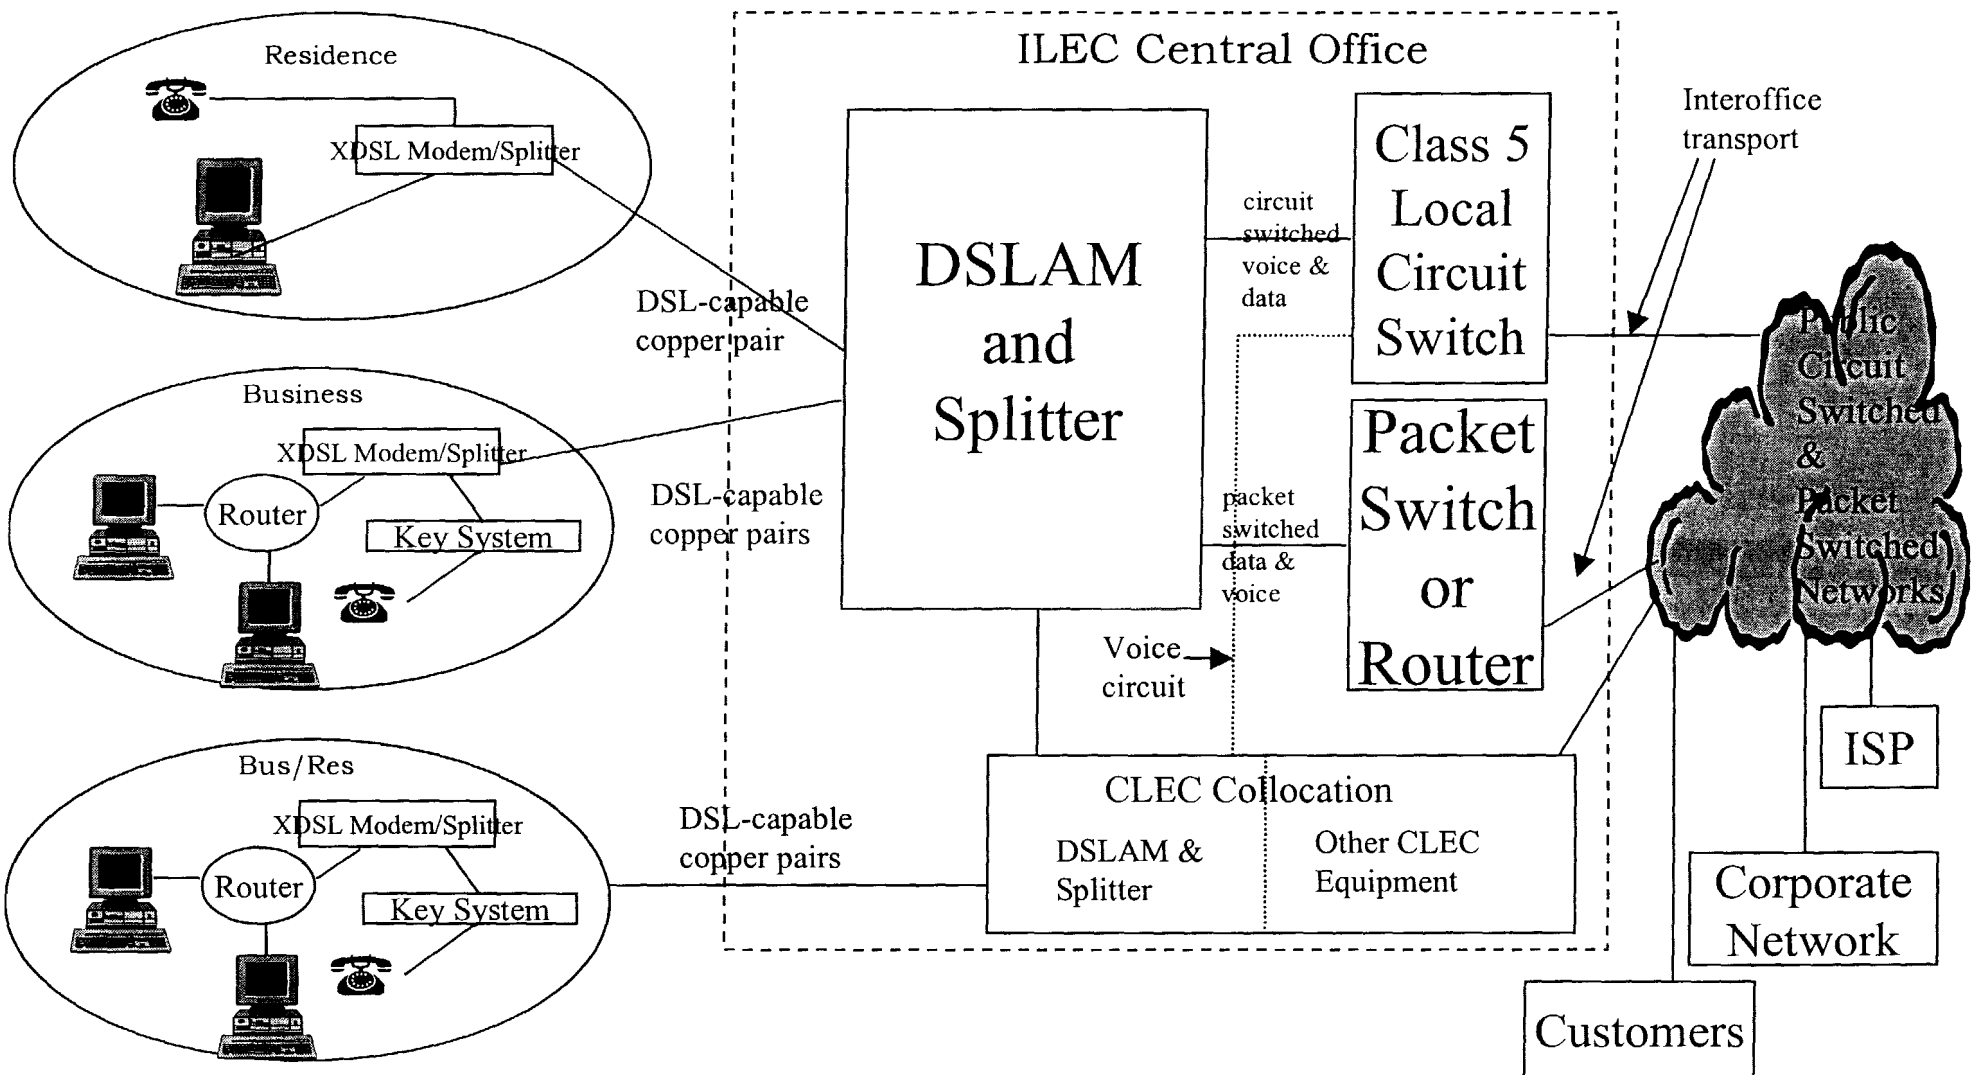 ILEC Central Office
Residence
XDSL Modem/Splitter
DSL-capable
copper pair
Business
XDSL Modem/Splitter
Router
Key System
DSL-capable
copper pairs
Bus/Res
XDSL Modem/Splitter
Router
Key System
DSL-capable
copper pairs
DSLAM
and
Splitter
circuit
switched
voice &
data
packet
switched
data &
voice
Voice
circuit
Class 5
Local
Circuit
Switch
Packet
Switch
or
Router
CLEC Collocation
DSLAM &
Splitter
Other CLEC
Equipment
Interoffice
transport
Public
Circuit
Switched
&
Packet
Switched
Networks
ISP
Corporate
Network
Customers